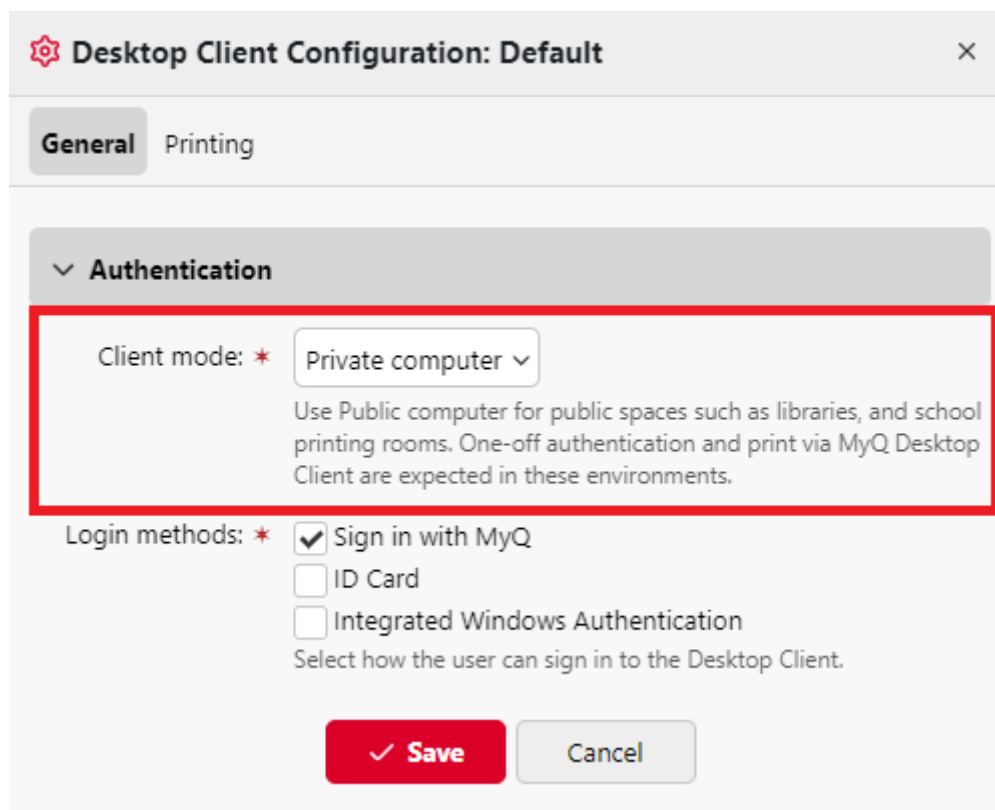 Desktop Client Configuration: Default
General Printing
Authentication
Client mode: * Private computer
Use Public computer for public spaces such as libraries, and school
printing rooms. One-off authentication and print via MyQ Desktop
Client are expected in these environments.
Login methods: * Sign in with MyQ
ID Card
Integrated Windows Authentication
Select how the user can sign in to the Desktop Client.
Save Cancel